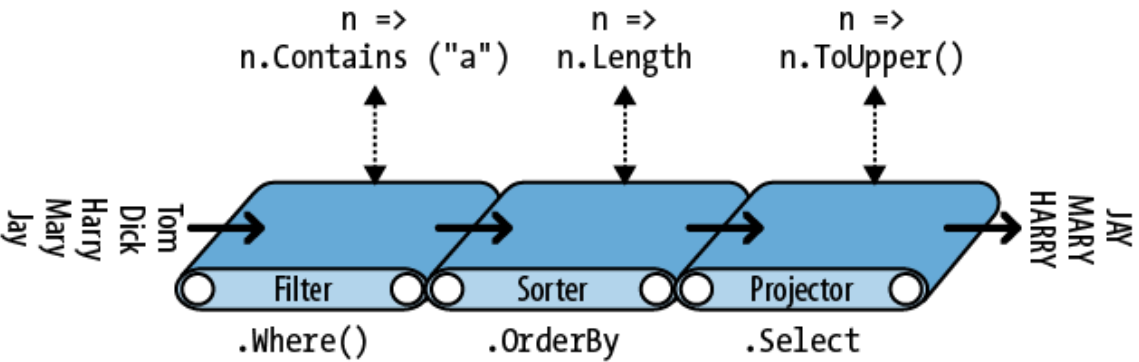 n =>
n.Contains ("a")
n =>
n.Length
n =>
n.ToUpper()
Tom
Dick
Harry
Mary
Jay
JAY
MARY
HARRY
Filter
Sorter
Projector
.Where()
.OrderBy
.Select